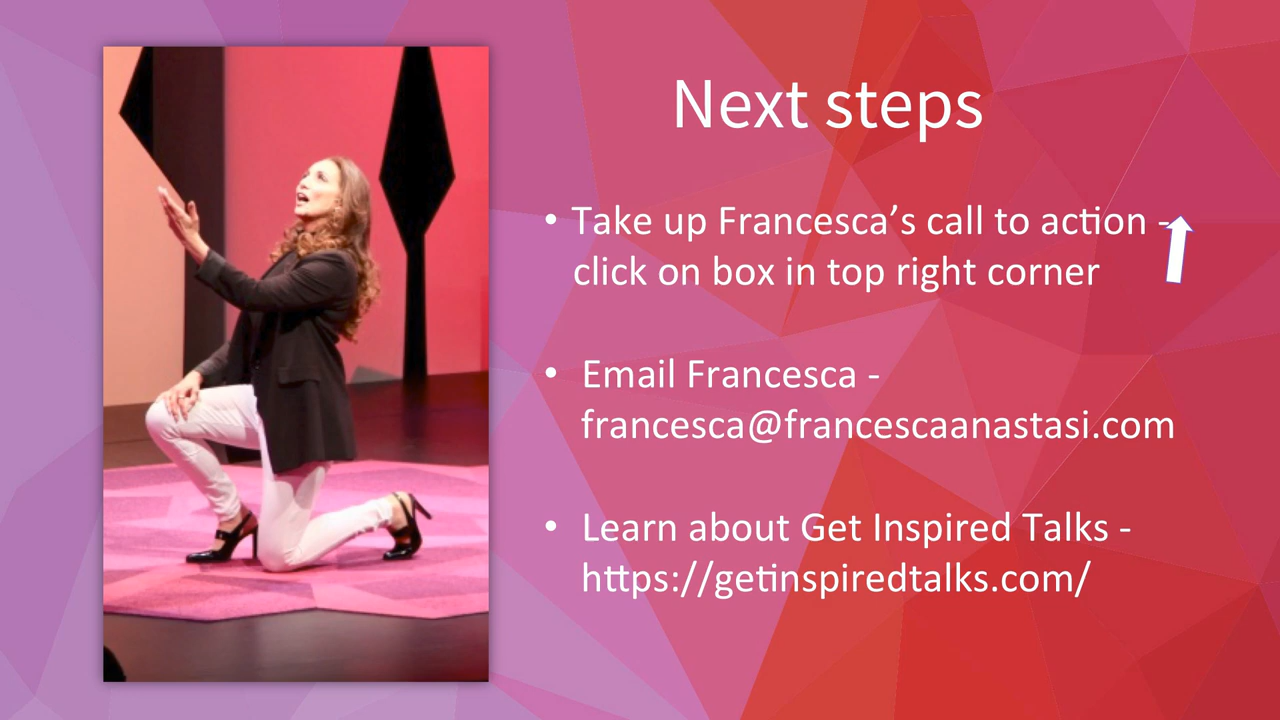 Next steps
• Take up Francesca’s call to action -
click on box in top right corner
• Email Francesca -
francesca@francescaanastasi.com
• Learn about Get Inspired Talks -
https://getinspiredtalks.com/